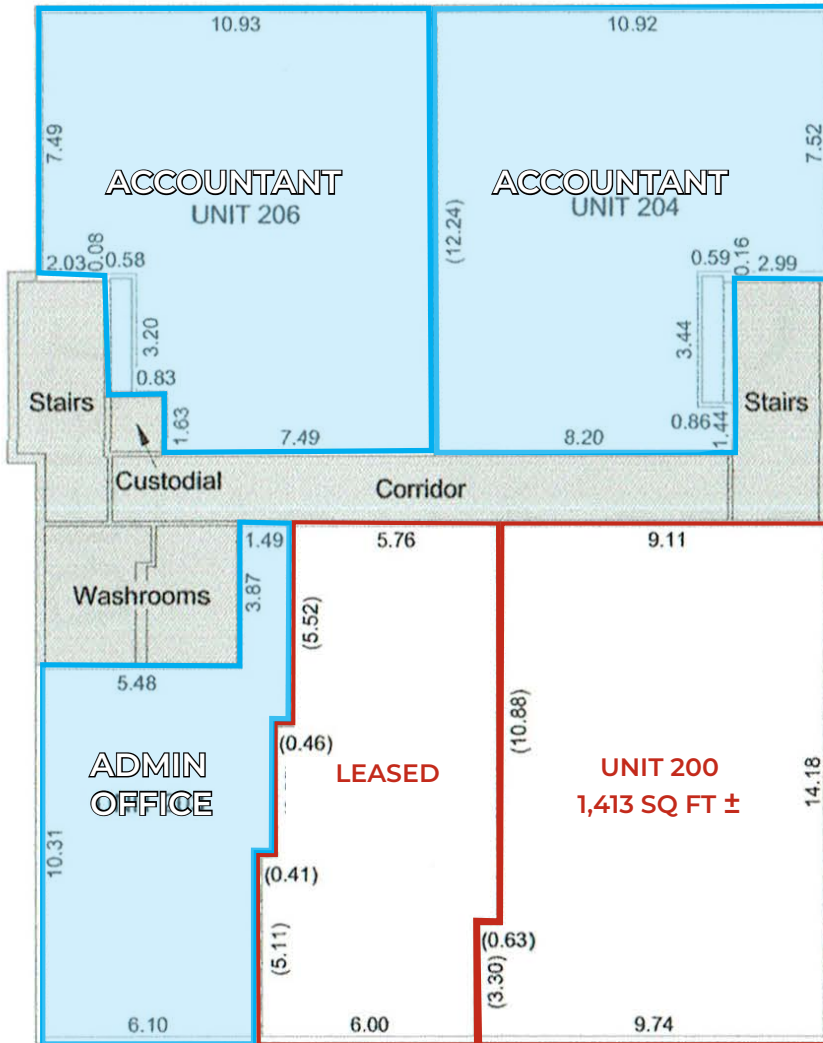 10.93
10.92
7.49
7.52
ACCOUNTANT
UNIT 206
ACCOUNTANT
UNIT 204
(12.24)
2.03
0.08
0.58
0.59
0.16
2.99
3.20
3.44
0.83
Stairs
1.63
7.49
8.20
0.86
1.44
Stairs
Custodial
Corridor
1.49
5.76
9.11
Washrooms
3.87
(5.52)
5.48
(10.88)
(0.46)
ADMIN
OFFICE
LEASED
UNIT 200
1,413 SQ FT ±
14.18
10.31
(0.41)
(5.11)
(0.63)
(3.30)
6.10
6.00
9.74